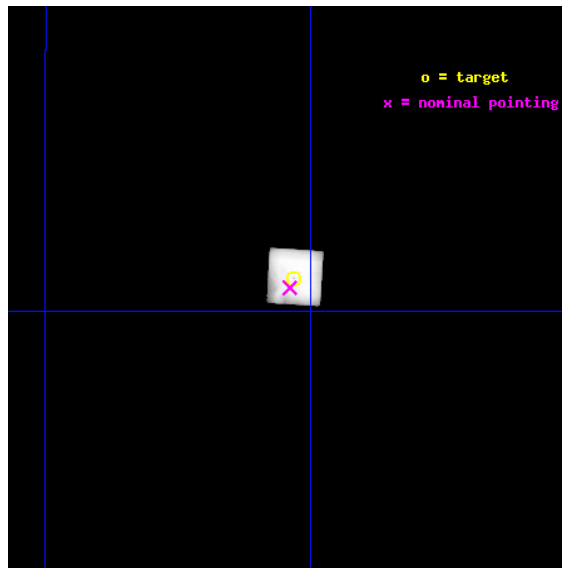 o = target
x = nominal pointing